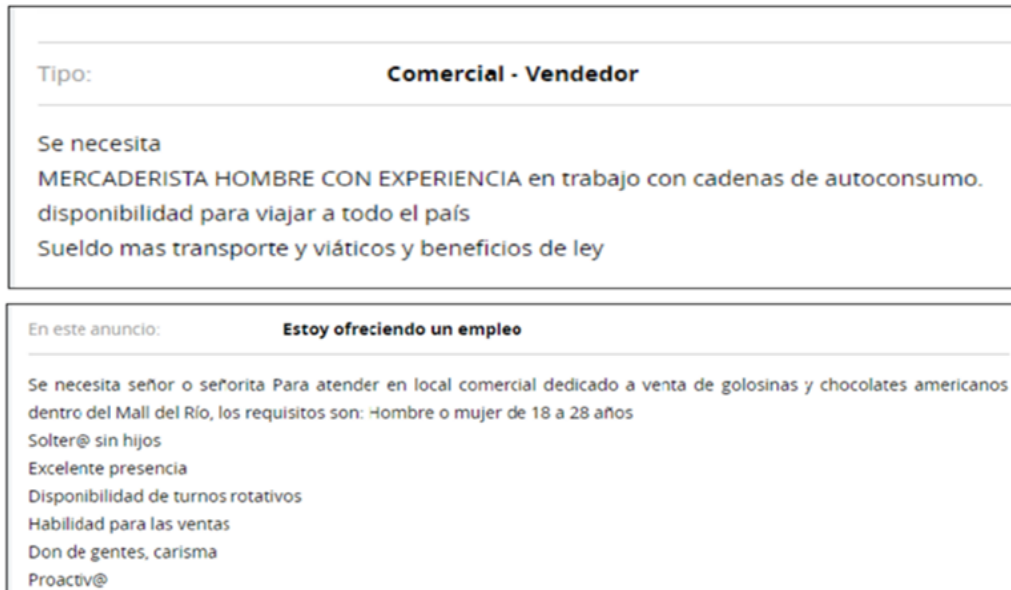 Tipo: Comercial - Vendedor
Se necesita
MERCADERISTA HOMBRE CON EXPERIENCIA en trabajo con cadenas de autoconsumo.
disponibilidad para viajar a todo el país
Sueldo mas transporte y viáticos y beneficios de ley
En este anuncio: Estoy ofreciendo un empleo
Se necesita señor o señorita Para atender en local comercial dedicado a venta de golosinas y chocolates americanos
dentro del Mall del Río, los requisitos son: Hombre o mujer de 18 a 28 años
Solter@ sin hijos
Excelente presencia
Disponibilidad de turnos rotativos
Habilidad para las ventas
Don de gentes, carisma
Proactiv@